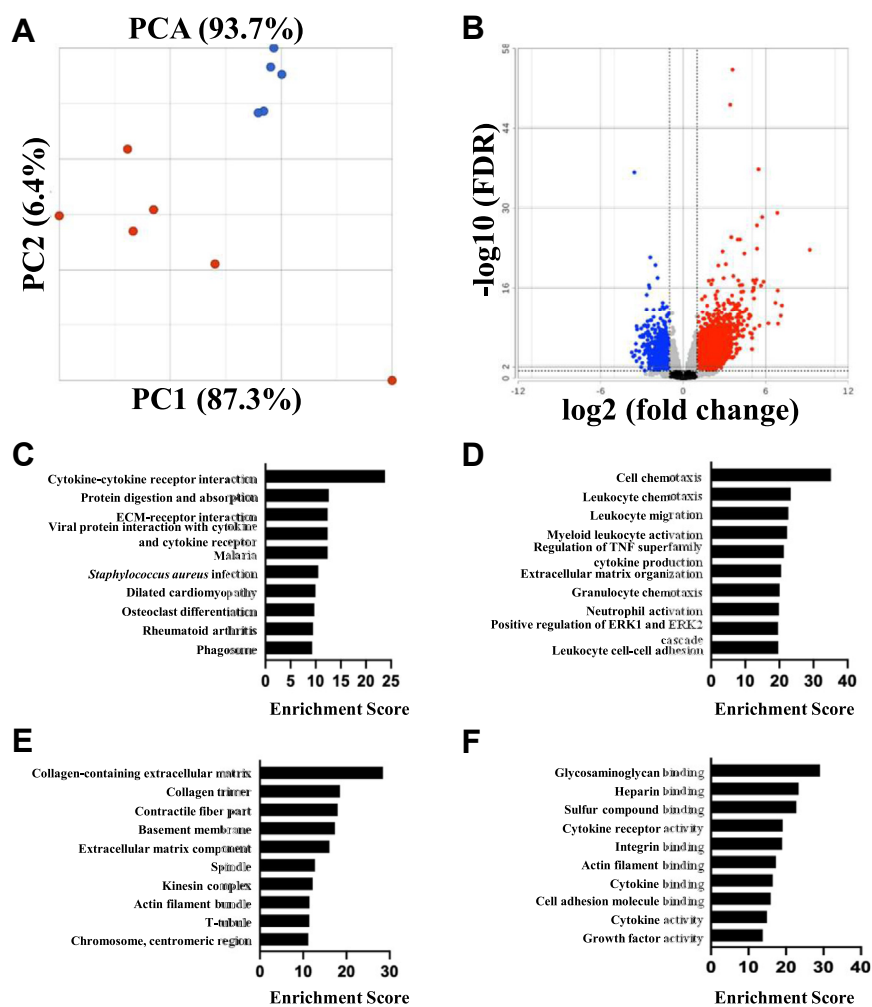 A
PCA (93.7%)
PC2 (6.4%)
PC1 (87.3%)
B
-log10 (FDR)
58
44
30
16
2
0
-12
-6
0
6
12
log2 (fold change)
C
Cytokine-cytokine receptor interaction
Protein digestion and absorption
ECM-receptor interaction
Viral protein interaction with cytokine
and cytokine receptor
Malaria
Staphylococcus aureus infection
Dilated cardiomyopathy
Osteoclast differentiation
Rheumatoid arthritis
Phagosome
0 5 10 15 20 25
Enrichment Score
D
Cell chemotaxis
Leukocyte chemotaxis
Leukocyte migration
Myeloid leukocyte activation
Regulation of TNF superfamily
cytokine production
Extracellular matrix organization
Granulocyte chemotaxis
Neutrophil activation
Positive regulation of ERK1 and ERK2
cascade
Leukocyte cell-cell adhesion
0 10 20 30 40
Enrichment Score
E
Collagen-containing extracellular matrix
Collagen trimer
Contractile fiber part
Basement membrane
Extracellular matrix component
Spindle
Kinesin complex
Actin filament bundle
T-tubule
Chromosome, centromeric region
0 10 20 30
Enrichment Score
F
Glycosaminoglycan binding
Heparin binding
Sulfur compound binding
Cytokine receptor activity
Integrin binding
Actin filament binding
Cytokine binding
Cell adhesion molecule binding
Cytokine activity
Growth factor activity
0 10 20 30 40
Enrichment Score